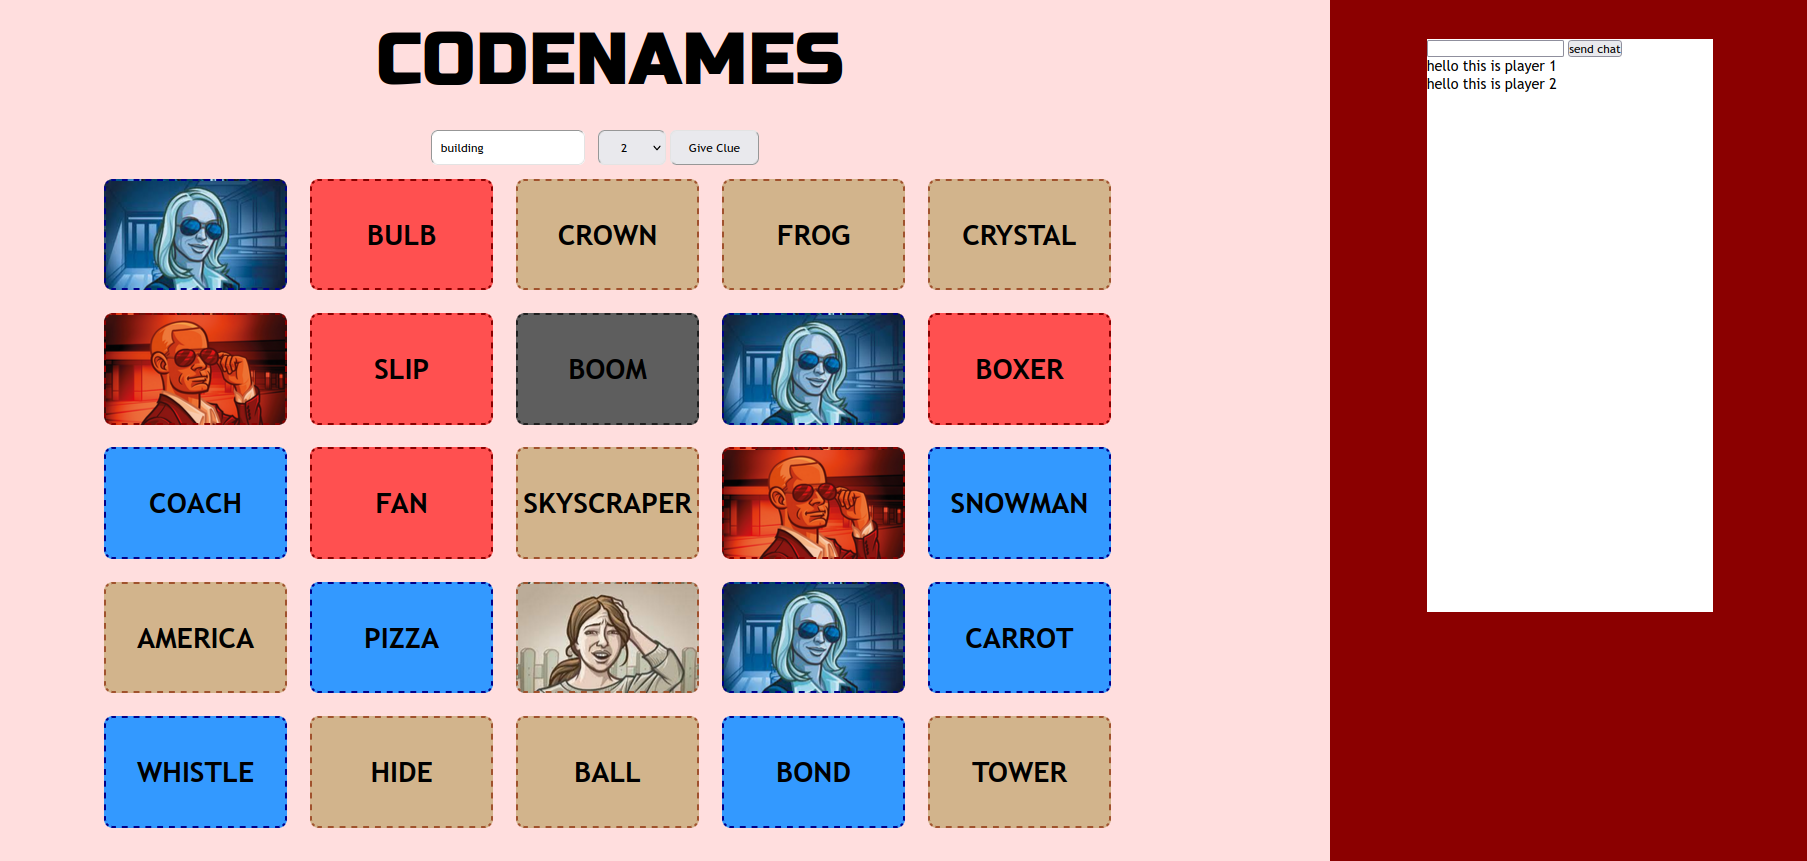 CODENAMES
building
2
Give Clue
BULB
CROWN
FROG
CRYSTAL
SLIP
BOOM
BOXER
COACH
FAN
SKYSCRAPER
SNOWMAN
AMERICA
PIZZA
CARROT
WHISTLE
HIDE
BALL
BOND
TOWER
send chat
hello this is player 1
hello this is player 2